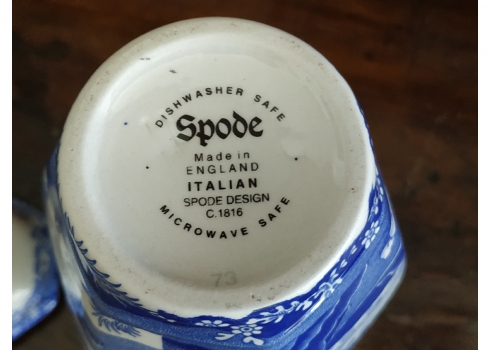 DISHWASHER SAFE
Spode
Made in
ENGLAND
ITALIAN
SPODE DESIGN
C.1816
MICROWAVE SAFE
73